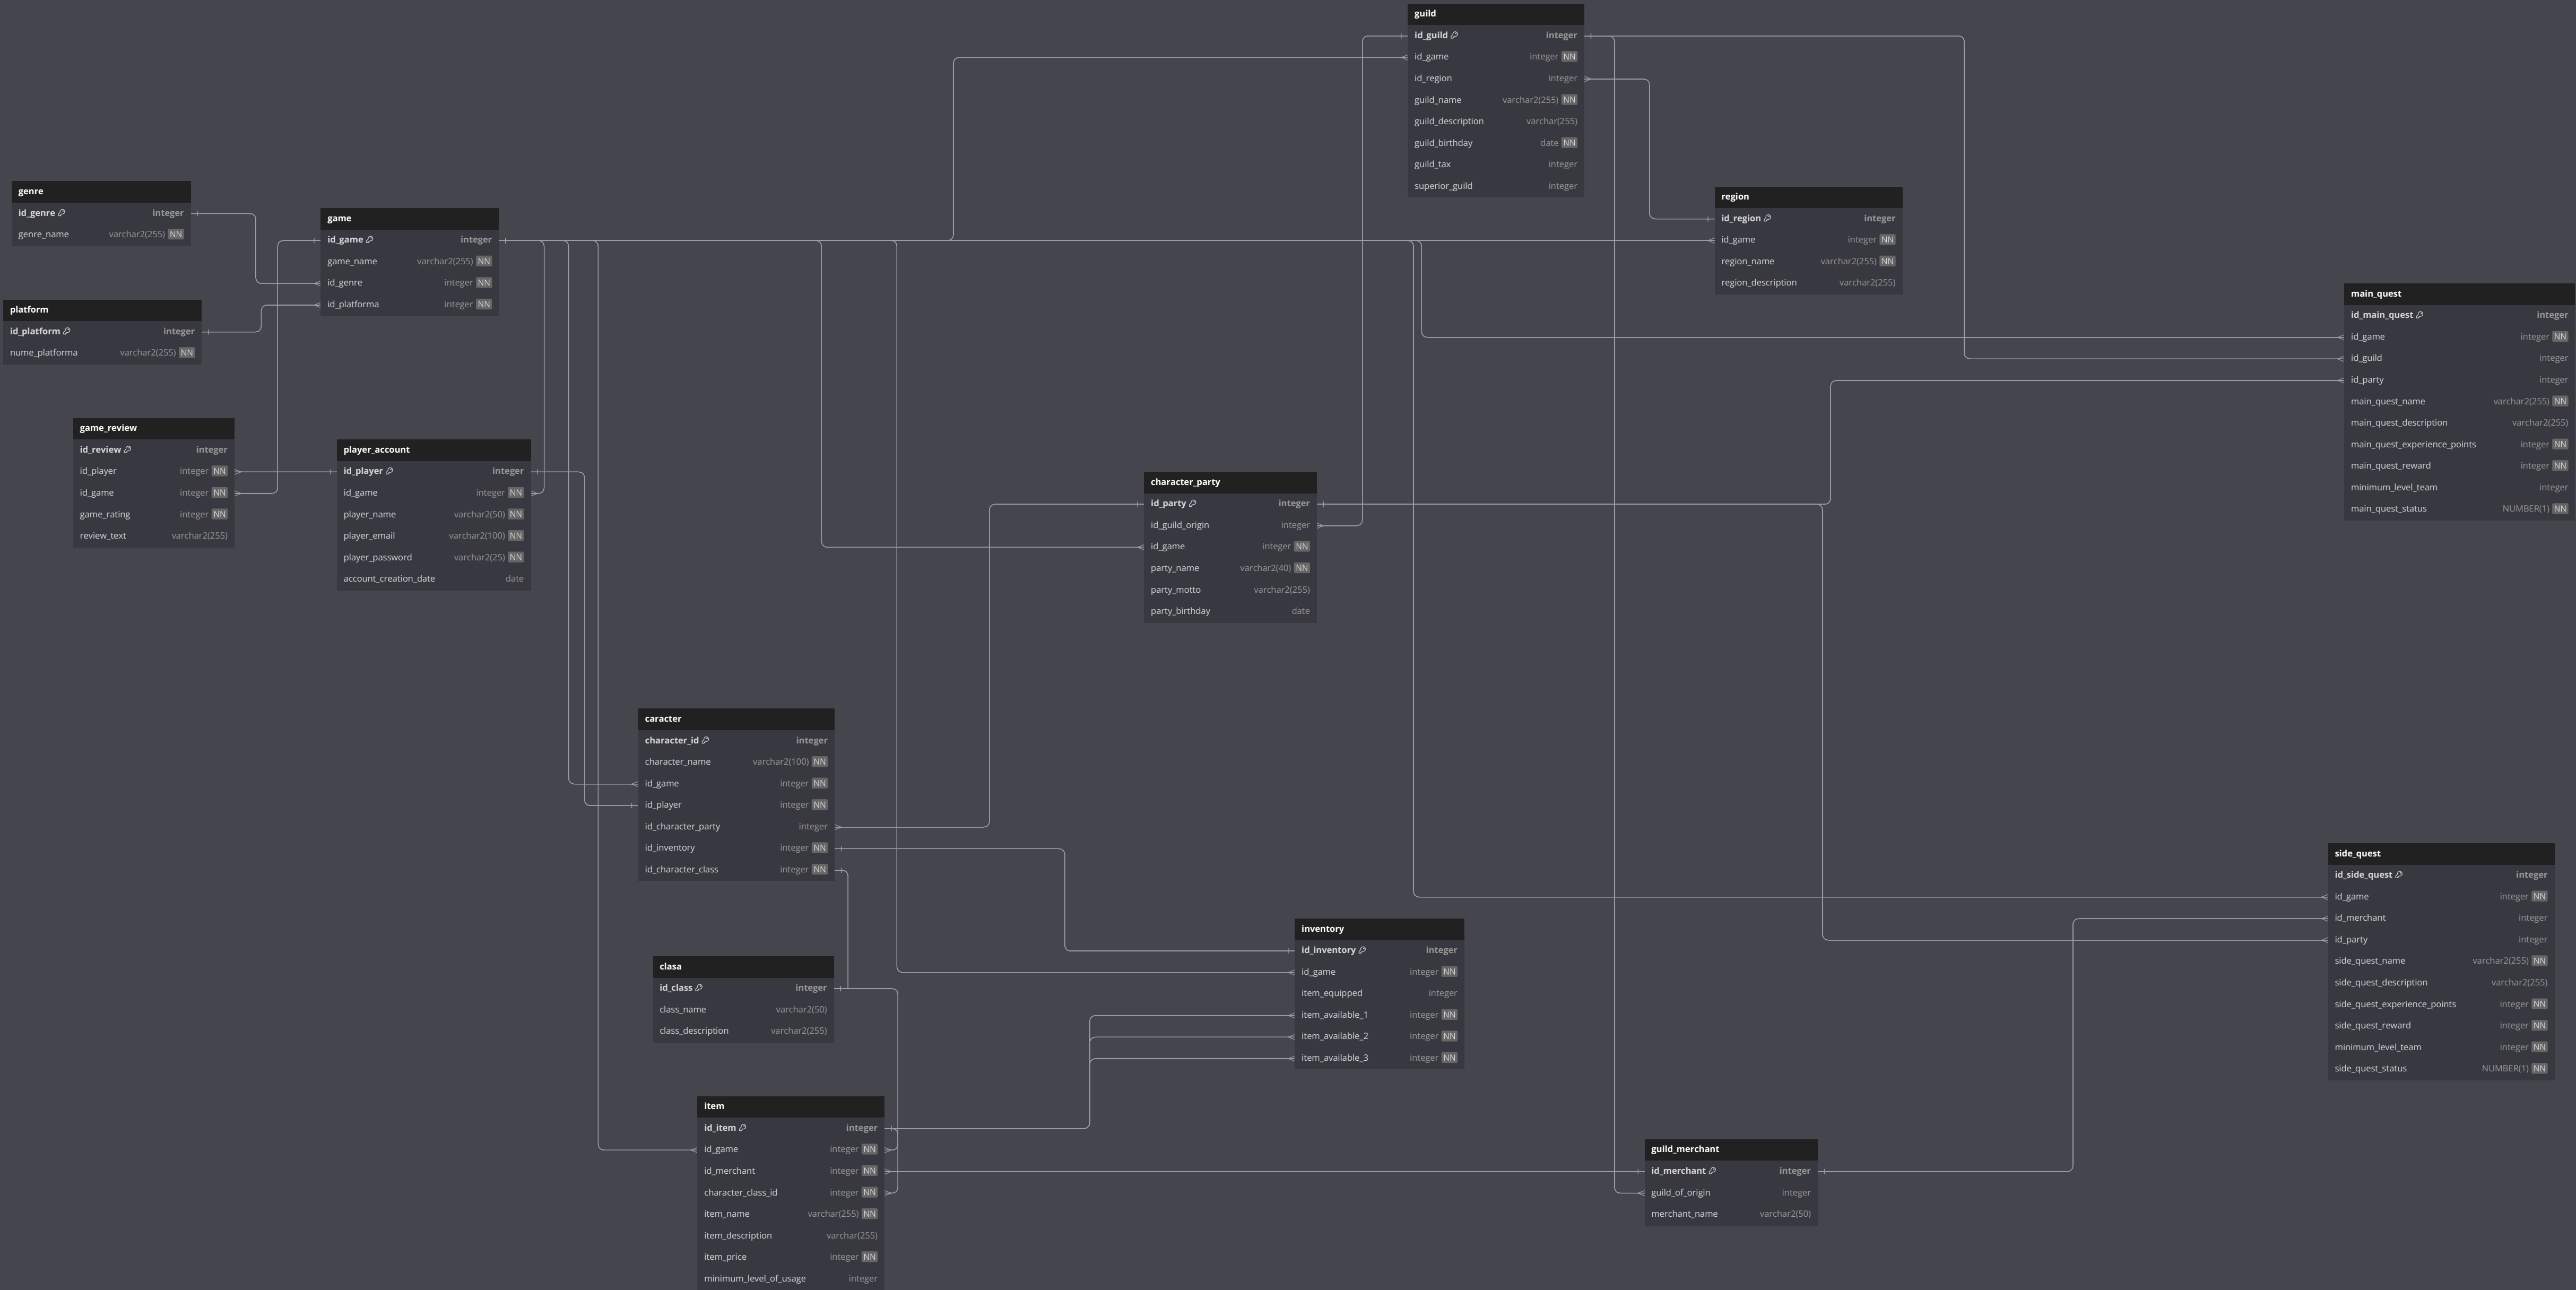 guild
id_guild integer
id_game integer NN
id_region integer
guild_name varchar2(255) NN
guild_description varchar(255)
guild_birthday date NN
guild_tax integer
superior_guild integer
genre
id_genre integer
genre_name varchar2(255) NN
game
id_game integer
game_name varchar2(255) NN
id_genre integer NN
id_platforma integer NN
region
id_region integer
id_game integer NN
region_name varchar2(255) NN
region_description varchar2(255)
platform
id_platform integer
nume_platforma varchar2(255) NN
main_quest
id_main_quest integer
id_game integer NN
id_guild integer
id_party integer
main_quest_name varchar2(255) NN
main_quest_description varchar2(255)
main_quest_experience_points integer NN
main_quest_reward integer NN
minimum_level_team integer
main_quest_status NUMBER(1) NN
game_review
id_review integer
id_player integer NN
id_game integer NN
game_rating integer NN
review_text varchar2(255)
player_account
id_player integer
id_game integer NN
player_name varchar2(50) NN
player_email varchar2(100) NN
player_password varchar2(25) NN
account_creation_date date
character_party
id_party integer
id_guild_origin integer
id_game integer NN
party_name varchar2(40) NN
party_motto varchar2(255)
party_birthday date
caracter
character_id integer
character_name varchar2(100) NN
id_game integer NN
id_player integer NN
id_character_party integer
id_inventory integer NN
id_character_class integer NN
side_quest
id_side_quest integer
id_game integer NN
id_merchant integer
id_party integer
side_quest_name varchar2(255) NN
side_quest_description varchar2(255)
side_quest_experience_points integer NN
side_quest_reward integer NN
minimum_level_team integer NN
side_quest_status NUMBER(1) NN
inventory
id_inventory integer
id_game integer NN
item_equipped integer
item_available_1 integer NN
item_available_2 integer NN
item_available_3 integer NN
clasa
id_class integer
class_name varchar2(50)
class_description varchar2(255)
item
id_item integer
id_game integer NN
id_merchant integer NN
character_class_id integer NN
item_name varchar(255) NN
item_description varchar(255)
item_price integer NN
minimum_level_of_usage integer
guild_merchant
id_merchant integer
guild_of_origin integer
merchant_name varchar2(50)